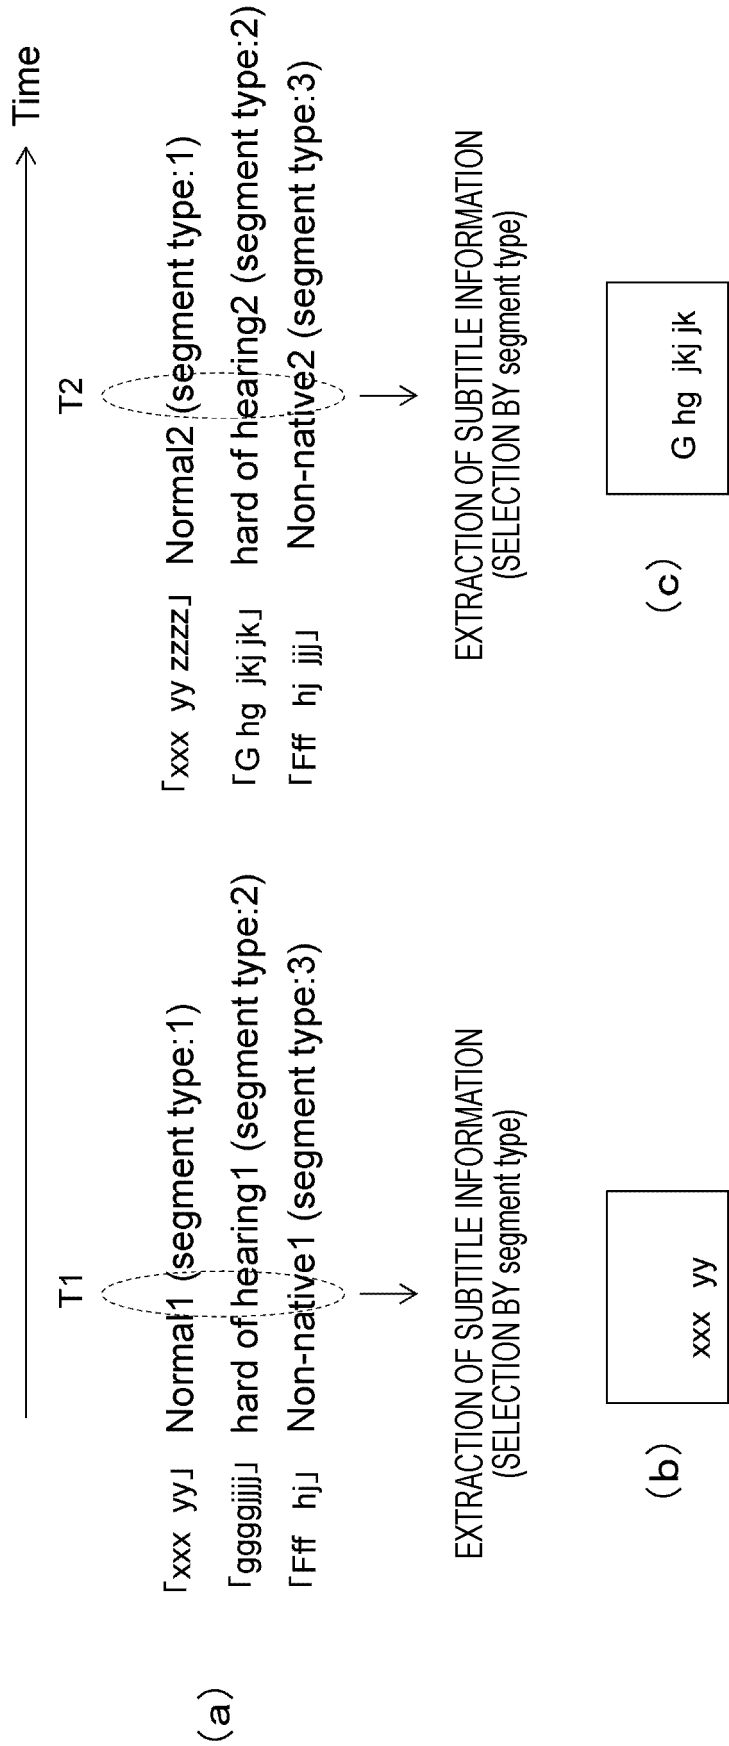 Time
T1
T2
(a)
「xxx yy」 Normal1 (segment type:1)
「ggggjjjj」 hard of hearing1 (segment type:2)
「Fff hj」 Non-native1 (segment type:3)
「xxx yy zzzz」 Normal2 (segment type:1)
「G hg jkj jk」 hard of hearing2 (segment type:2)
「Fff hj jjj」 Non-native2 (segment type:3)
EXTRACTION OF SUBTITLE INFORMATION
(SELECTION BY segment type)
EXTRACTION OF SUBTITLE INFORMATION
(SELECTION BY segment type)
(b)
xxx yy
(c)
G hg jkj jk